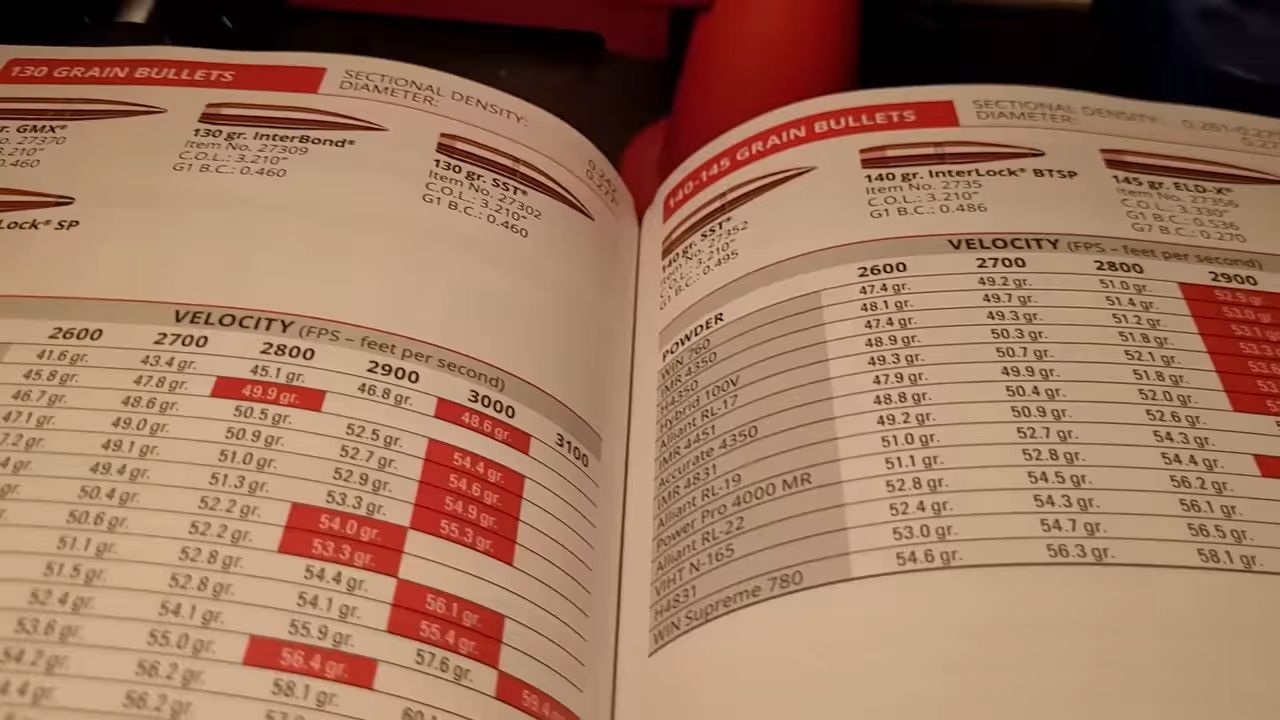 130 GRAIN BULLETS
SECTIONAL DENSITY:
DIAMETER:
r. GMX®
o. 27370
3.210"
0.460
130 gr. InterBond®
Item No. 27309
C.O.L.: 3.210"
G1 B.C.: 0.460
130 gr. SST®
Item No. 27302
C.O.L.: 3.210"
G1 B.C.: 0.460
Lock® SP
VELOCITY (FPS – feet per second)
2600 2700 2800 2900 3000 3100
41.6 gr. 43.4 gr. 45.1 gr. 46.8 gr. 48.6 gr.
45.8 gr. 47.8 gr. 49.9 gr.
46.7 gr. 48.6 gr. 50.5 gr. 52.5 gr. 54.4 gr.
47.1 gr. 49.0 gr. 50.9 gr. 52.7 gr. 54.6 gr.
7.2 gr. 49.1 gr. 51.0 gr. 52.9 gr. 54.9 gr.
4 gr. 49.4 gr. 51.3 gr. 53.3 gr. 55.3 gr.
gr. 50.4 gr. 52.2 gr. 54.0 gr.
50.6 gr. 52.2 gr. 53.3 gr.
51.1 gr. 52.8 gr. 54.4 gr. 56.1 gr.
51.5 gr. 52.8 gr. 54.1 gr. 55.4 gr.
52.4 gr. 54.1 gr. 55.9 gr. 57.6 gr.
53.6 gr. 55.0 gr. 56.4 gr.
54.2 gr. 56.2 gr. 58.1 gr.
4.4 gr. 56.2 gr.
140-145 GRAIN BULLETS
SECTIONAL DENSITY:
DIAMETER:
140 gr. SST®
Item No. 27352
C.O.L.: 3.210"
G1 B.C.: 0.495
140 gr. InterLock® BTSP
Item No. 2735
C.O.L.: 3.210"
G1 B.C.: 0.486
145 gr. ELD-X®
Item No. 27356
C.O.L.: 3.330"
G1 B.C.: 0.536
G7 B.C.: 0.270
VELOCITY (FPS – feet per second)
POWDER 2600 2700 2800 2900
WIN 760 47.4 gr. 49.2 gr. 51.0 gr. 52.9 gr.
IMR 4350 48.1 gr. 49.7 gr. 51.4 gr. 53.0 gr.
H4350 47.4 gr. 49.3 gr. 51.2 gr. 53.1 gr.
Hybrid 100V 48.9 gr. 50.3 gr. 51.8 gr.
Alliant RL-17 49.3 gr. 50.7 gr. 52.1 gr.
IMR 4451 47.9 gr. 49.9 gr. 51.8 gr.
Accurate 4350 48.8 gr. 50.4 gr. 52.0 gr.
IMR 4831 49.2 gr. 50.9 gr. 52.6 gr.
Alliant RL-19 51.0 gr. 52.7 gr. 54.3 gr.
Power Pro 4000 MR 51.1 gr. 52.8 gr. 54.4 gr.
Alliant RL-22 52.8 gr. 54.5 gr. 56.2 gr.
VIHT N-165 52.4 gr. 54.3 gr. 56.1 gr.
H4831 53.0 gr. 54.7 gr. 56.5 gr.
WIN Supreme 780 54.6 gr. 56.3 gr. 58.1 gr.